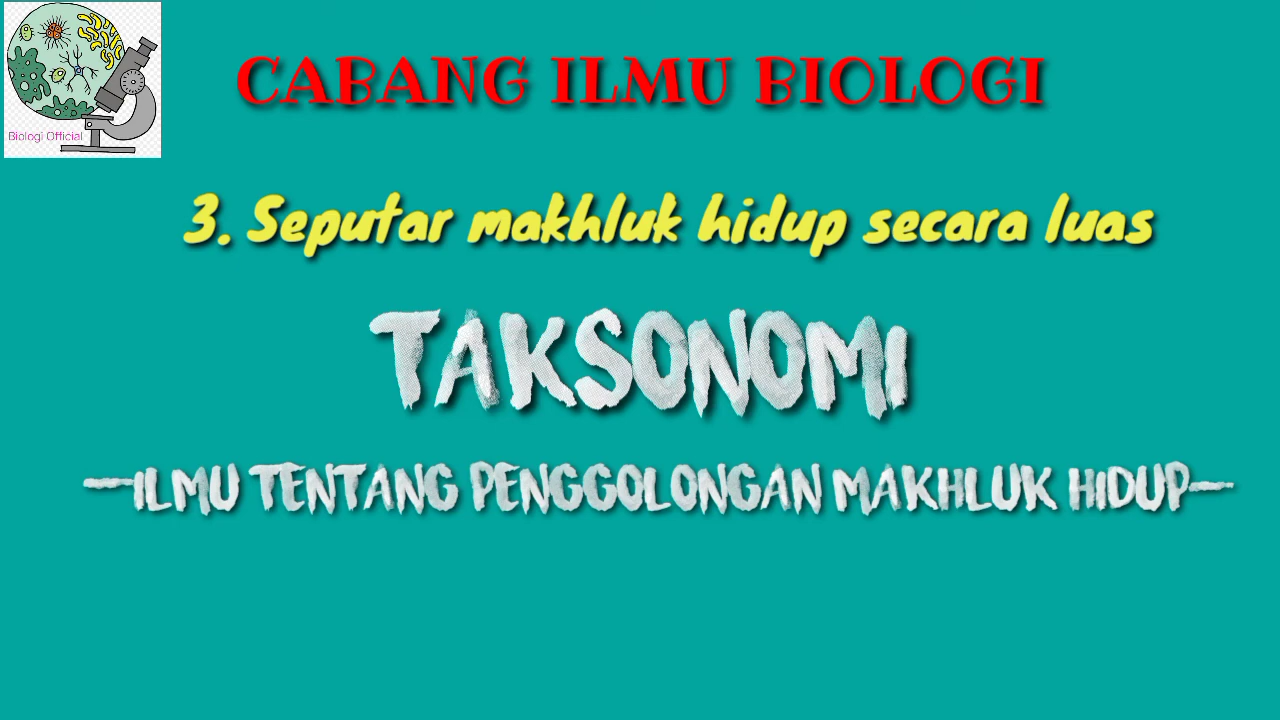 CABANG ILMU BIOLOGI
Biologi Official
3. Seputar makhluk hidup secara luas
TAKSONOMI
—ILMU TENTANG PENGGOLONGAN MAKHLUK HIDUP—